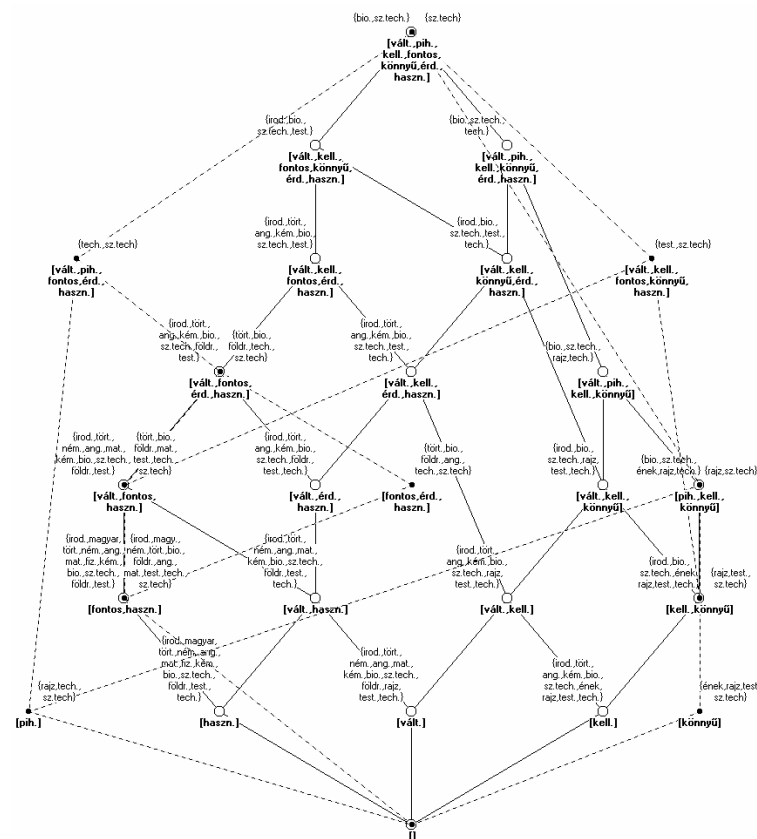 {bio.,sz.tech.} {sz.tech}
[vált.,pih.,
kell.,fontos,
könnyű,érd.,
haszn.]
{irod.,bio.,
sz.tech.,test.}
{bio.,sz.tech.,
tech.}
[vált.,kell.,
fontos,könnyű,
érd.,haszn.]
[vált.,pih.,
kell.,könnyű,
érd.,haszn.]
{tech.,sz.tech}
{irod.,tört.,
ang.,kém.,bio.,
sz.tech.,test.}
{irod.,bio.,
sz.tech.,test.,
tech.}
{test.,sz.tech}
[vált.,pih.,
fontos,érd.,
haszn.]
[vált.,kell.,
fontos,érd.,
haszn.]
[vált.,kell.,
könnyű,érd.,
haszn.]
[vált.,kell.,
fontos,könnyű,
haszn.]
{irod.,tört.,
ang.,kém.,bio.,
sz.tech.,földr.,
test.}
{tört.,bio.,
földr.,tech.,
sz.tech}
{irod.,tört.,
ang.,kém.,bio.,
sz.tech.,test.,
tech.}
{bio.,sz.tech.,
rajz,tech.}
[vált.,fontos,
érd.,haszn.]
[vált.,kell.,
érd.,haszn.]
[vált.,pih.,
kell.,könnyű]
{irod.,tört.,
ném.,ang.,mat.,
kém.,bio.,sz.tech.,
földr.,test.}
{tört.,bio.,
földr.,mat.,
test.,tech.,
sz.tech}
{irod.,tört.,
ang.,kém.,bio.,
sz.tech.,földr.,
test.,tech.}
{tört.,bio.,
földr.,ang.,
tech.,sz.tech}
{irod.,bio.,
sz.tech.,rajz,
test.,tech.}
{bio.,sz.tech.,
ének,rajz,tech.}
{rajz,sz.tech}
[vált.,fontos,
haszn.]
[vált.,érd.,
haszn.]
[fontos,érd.,
haszn.]
[vált.,kell.,
könnyű]
[pih.,kell.,
könnyű]
{irod.,magyar,
tört.,ném.,ang.,
mat.,fiz.,kém.,
bio.,sz.tech.,
földr.,test.}
{irod.,magy.,
ném.,tört.,bio.,
földr.,ang.,
mat.,test.,tech.,
sz.tech}
{irod.,tört.,
ném.,ang.,mat.,
kém.,bio.,sz.tech.,
földr.,test.,
tech.}
{irod.,tört.,
ang.,kém.,bio.,
sz.tech.,rajz,
test.,tech.}
{irod.,bio.,
sz.tech.,ének,
rajz,test.,tech.}
{rajz,test.,
sz.tech}
[fontos,haszn.]
[vált.,haszn.]
[vált.,kell.]
[kell.,könnyű]
{rajz,tech.,
sz.tech}
{irod.,magyar,
tört.,ném.,ang.,
mat.,fiz.,kém.,
bio.,sz.tech.,
földr.,test.,
tech.}
{irod.,tört.,
ném.,ang.,mat.,
kém.,bio.,sz.tech.,
földr.,rajz,
test.,tech.}
{irod.,tört.,
ang.,kém.,bio.,
sz.tech.,ének,
rajz,test.,tech.}
{ének,rajz,test.
sz.tech}
[pih.]
[haszn.]
[vált.]
[kell.]
[könnyű]
[]